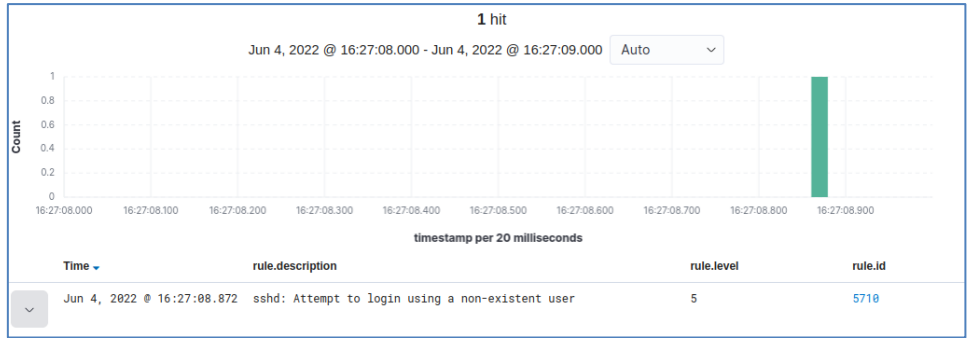 1 hit
Jun 4, 2022 @ 16:27:08.000 - Jun 4, 2022 @ 16:27:09.000 Auto
1
0.8
0.6
0.4
0.2
0
Count
16:27:08.000 16:27:08.100 16:27:08.200 16:27:08.300 16:27:08.400 16:27:08.500 16:27:08.600 16:27:08.700 16:27:08.800 16:27:08.900
timestamp per 20 milliseconds
Time rule.description rule.level rule.id
Jun 4, 2022 @ 16:27:08.872 sshd: Attempt to login using a non-existent user 5 5710